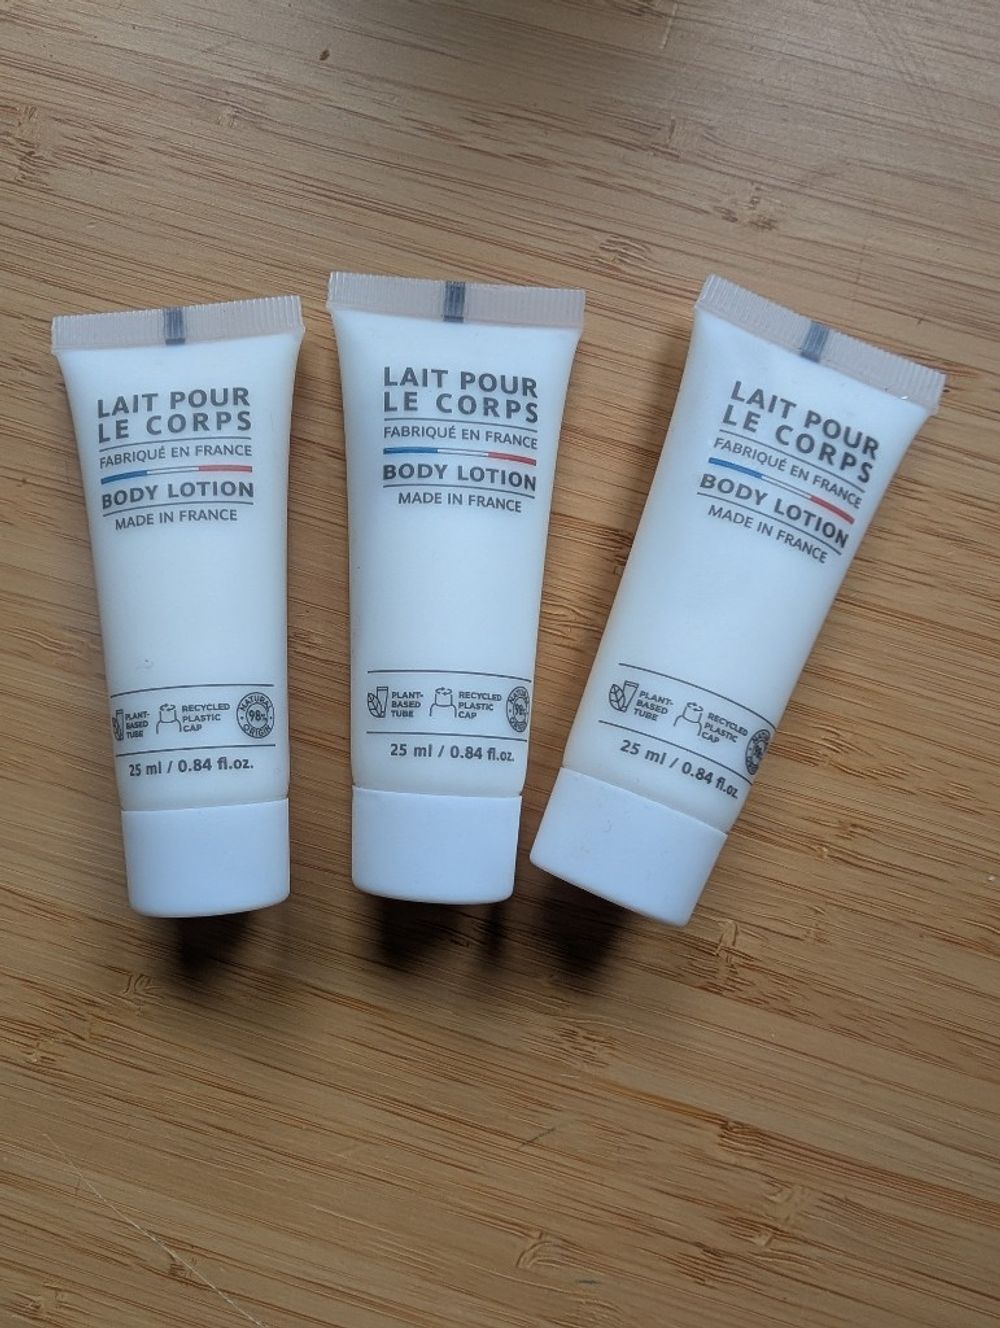 LAIT POUR
LE CORPS
FABRIQUÉ EN FRANCE
BODY LOTION
MADE IN FRANCE
PLANT-
BASED
TUBE
RECYCLED
PLASTIC
CAP
NATURAL
98%
ORIGIN
25 ml / 0.84 fl.oz.
LAIT POUR
LE CORPS
FABRIQUÉ EN FRANCE
BODY LOTION
MADE IN FRANCE
PLANT-
BASED
TUBE
RECYCLED
PLASTIC
CAP
NATURAL
98%
ORIGIN
25 ml / 0.84 fl.oz.
LAIT POUR
LE CORPS
FABRIQUÉ EN FRANCE
BODY LOTION
MADE IN FRANCE
PLANT-
BASED
TUBE
RECYCLED
PLASTIC
CAP
25 ml / 0.84 fl.oz.